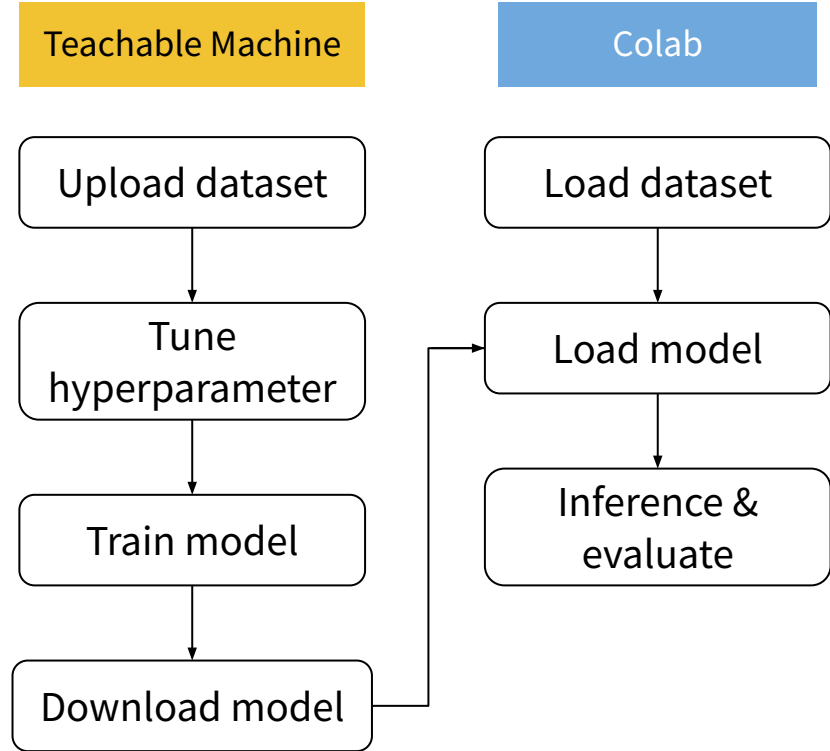 Teachable Machine
Colab
Upload dataset
Tune
hyperparameter
Train model
Download model
Load dataset
Load model
Inference &
evaluate